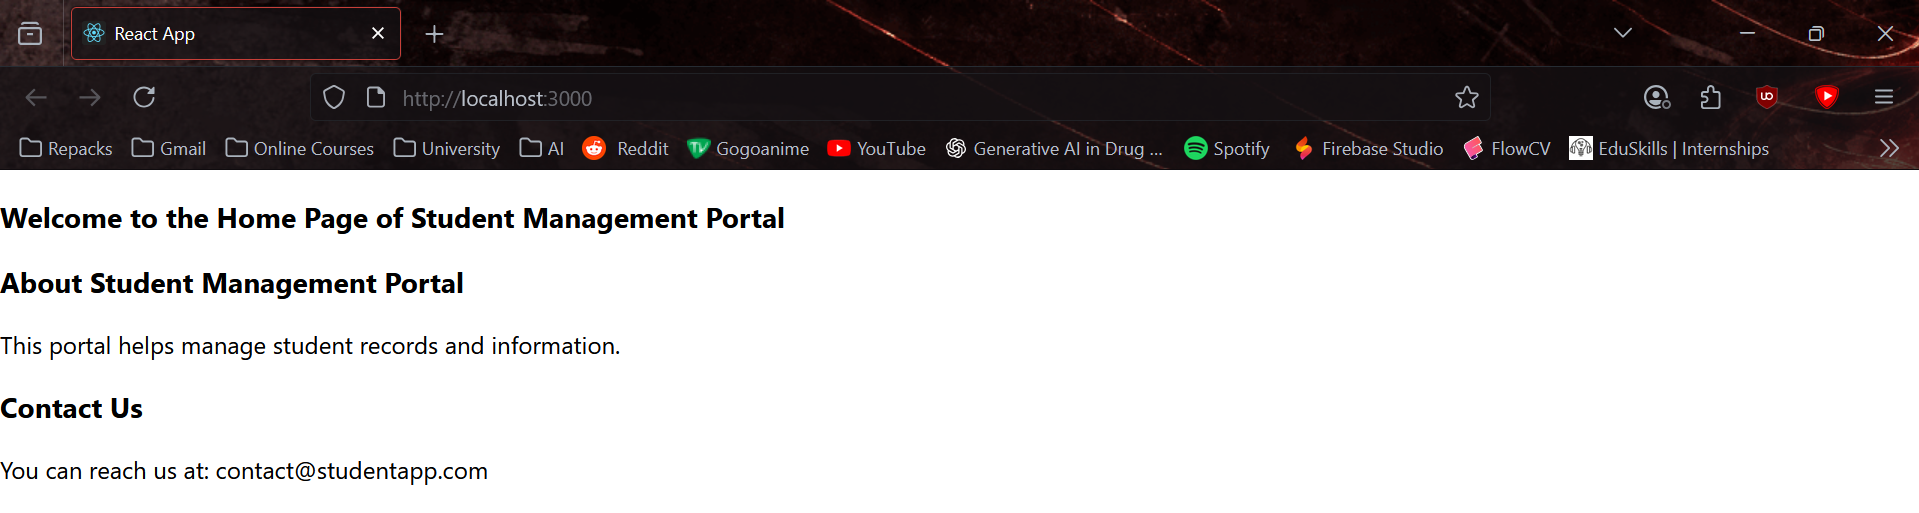 React App
http://localhost:3000
Repacks Gmail Online Courses University AI Reddit Gogoanime YouTube Generative AI in Drug ... Spotify Firebase Studio FlowCV EduSkills | Internships
Welcome to the Home Page of Student Management Portal
About Student Management Portal
This portal helps manage student records and information.
Contact Us
You can reach us at: contact@studentapp.com